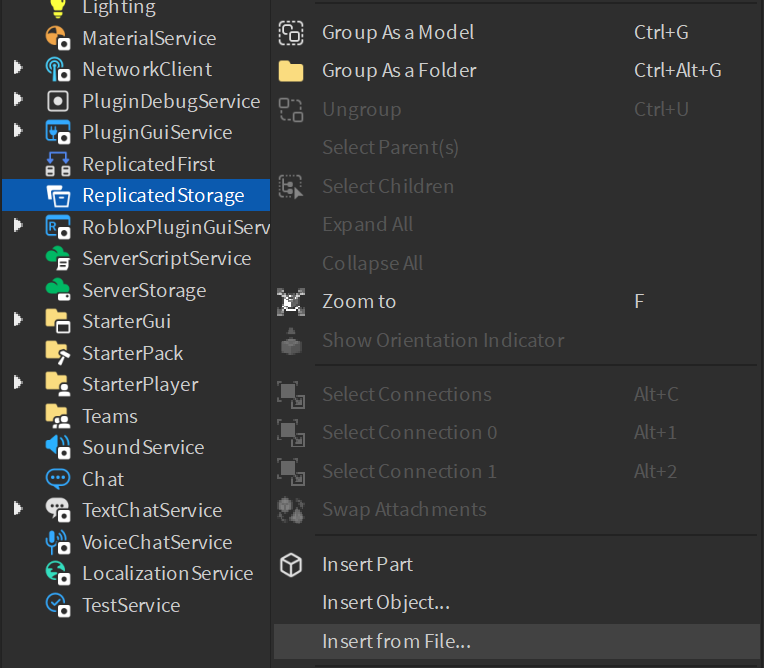 Lighting
MaterialService
NetworkClient
PluginDebugService
PluginGuiService
ReplicatedFirst
ReplicatedStorage
RobloxPluginGuiServ
ServerScriptService
ServerStorage
StarterGui
StarterPack
StarterPlayer
Teams
SoundService
Chat
TextChatService
VoiceChatService
LocalizationService
TestService
Group As a Model Ctrl+G
Group As a Folder Ctrl+Alt+G
Ungroup Ctrl+U
Select Parent(s)
Select Children
Expand All
Collapse All
Zoom to F
Show Orientation Indicator
Select Connections Alt+C
Select Connection 0 Alt+1
Select Connection 1 Alt+2
Swap Attachments
Insert Part
Insert Object...
Insert from File...